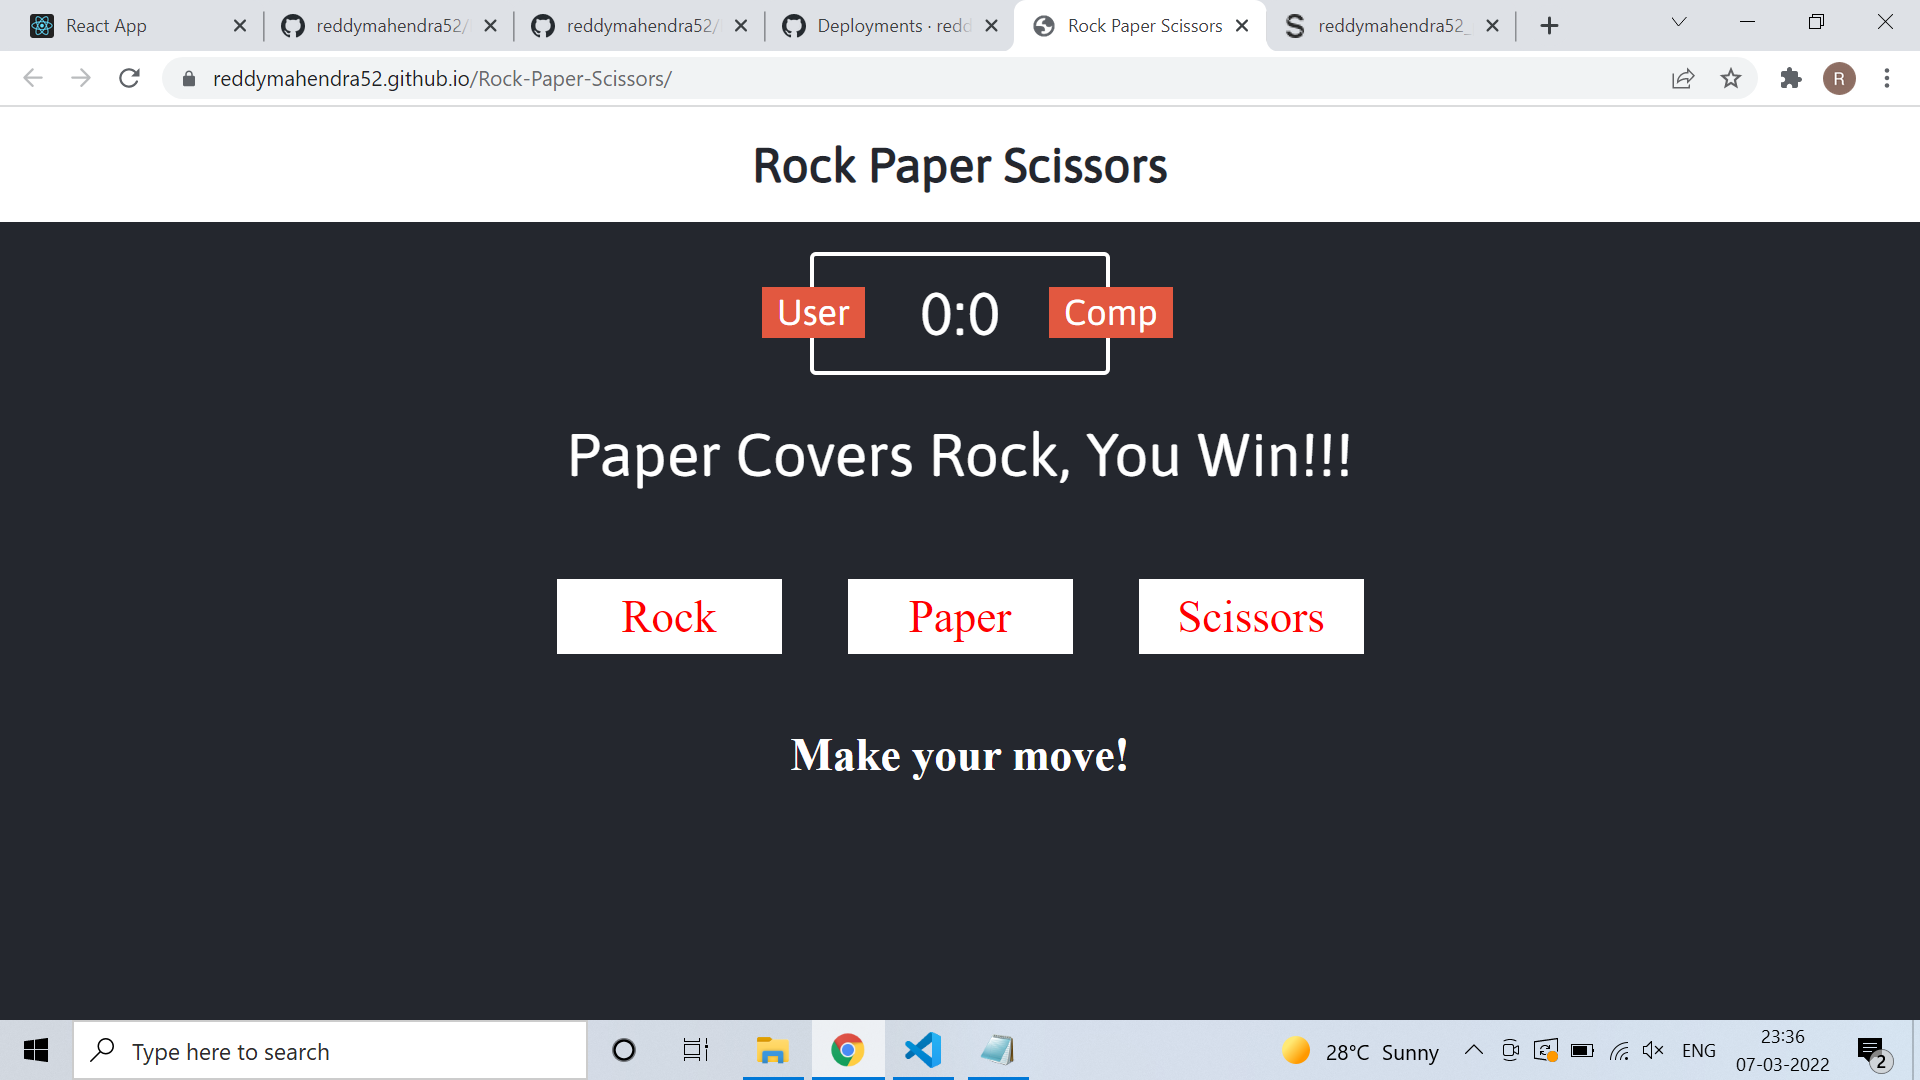 React App
reddymahendra52/
reddymahendra52/
Deployments · redd
Rock Paper Scissors
reddymahendra52_
reddymahendra52.github.io/Rock-Paper-Scissors/
R
Rock Paper Scissors
User
0:0
Comp
Paper Covers Rock, You Win!!!
Rock
Paper
Scissors
Make your move!
Type here to search
28°C Sunny
ENG
23:36
07-03-2022
2